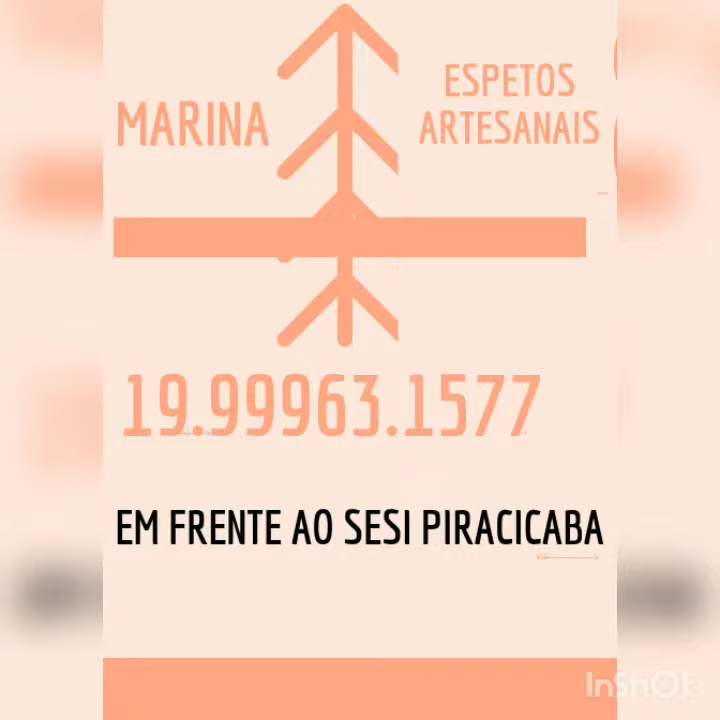 MARINA
ESPETOS
ARTESANAIS
19.99963.1577
EM FRENTE AO SESI PIRACICABA
InShOt